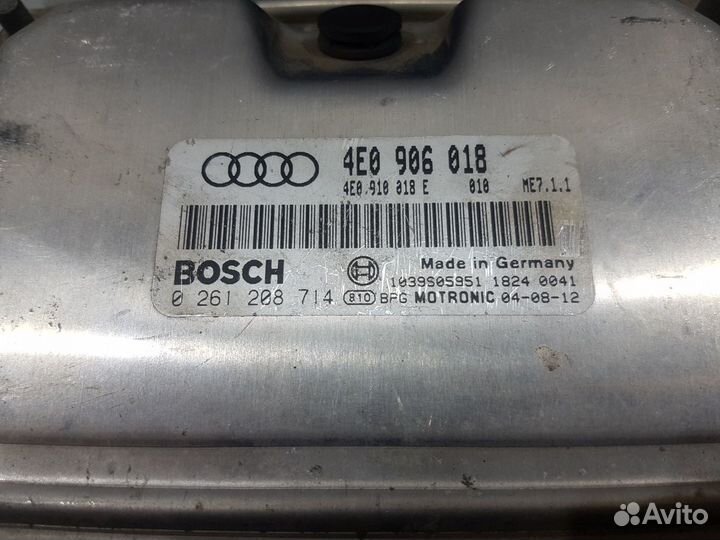 4E0 906 018
4E0 910 018 E 010 ME7.1.1
BOSCH
Made in Germany
1039S05951 1824 0041
0 261 208 714 810 BFG MOTRONIC 04-08-12
Avito